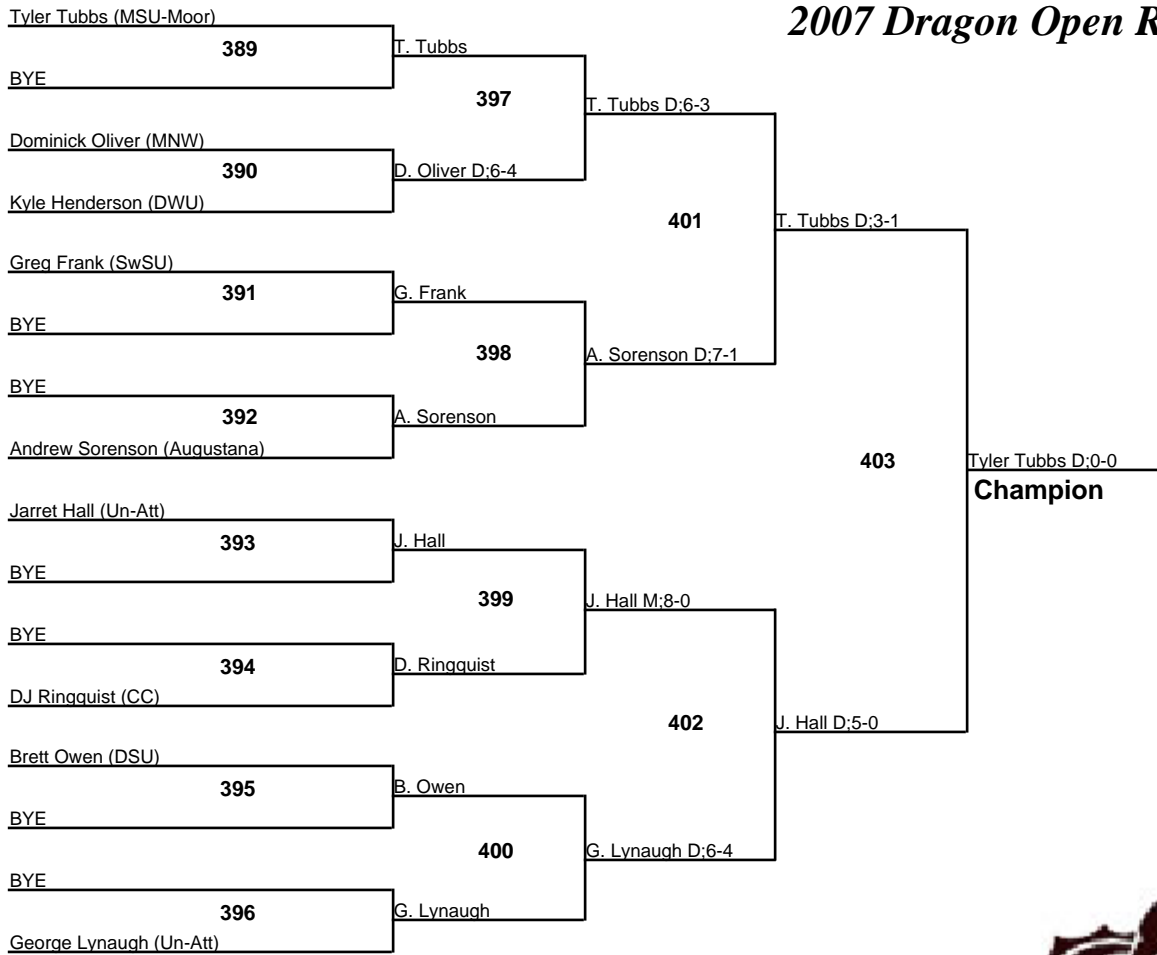 2007 Dragon Open R
Tyler Tubbs (MSU-Moor)
389
BYE
T. Tubbs
397
T. Tubbs D;6-3
Dominick Oliver (MNW)
390
Kyle Henderson (DWU)
D. Oliver D;6-4
401
T. Tubbs D;3-1
Greg Frank (SwSU)
391
BYE
G. Frank
398
A. Sorenson D;7-1
BYE
392
Andrew Sorenson (Augustana)
A. Sorenson
403
Tyler Tubbs D;0-0
Champion
Jarret Hall (Un-Att)
393
BYE
J. Hall
399
J. Hall M;8-0
BYE
394
DJ Ringquist (CC)
D. Ringquist
402
J. Hall D;5-0
Brett Owen (DSU)
395
BYE
B. Owen
400
G. Lynaugh D;6-4
BYE
396
George Lynaugh (Un-Att)
G. Lynaugh